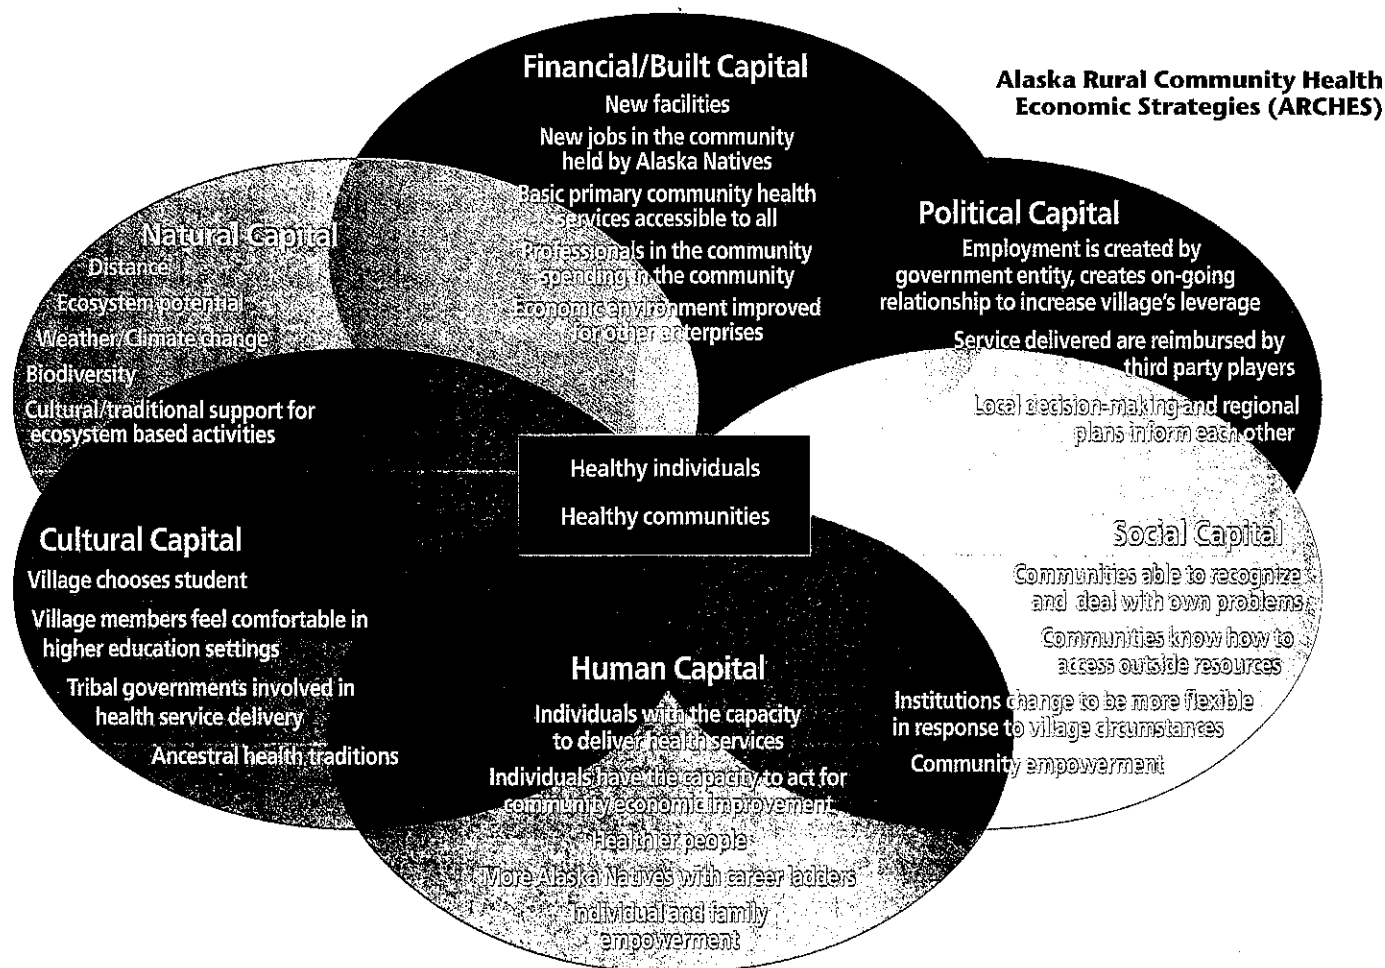 Alaska Rural Community Health
Economic Strategies (ARCHES)
Financial/Built Capital
New facilities
New jobs in the community
held by Alaska Natives
Basic primary community health
services accessible to all
Professionals in the community
spending in the community
Economic environment improved
for other enterprises
Political Capital
Employment is created by
government entity, creates on-going
relationship to increase village's leverage
Service delivered are reimbursed by
third party players
Local decision-making and regional
plans inform each other
Natural Capital
Distance
Ecosystem potential
Weather/Climate change
Biodiversity
Cultural/traditional support for
ecosystem based activities
Healthy individuals
Healthy communities
Cultural Capital
Village chooses student
Village members feel comfortable in
higher education settings
Tribal governments involved in
health service delivery
Ancestral health traditions
Human Capital
Individuals with the capacity
to deliver health services
Individuals have the capacity to act for
community economic improvement
Healthier people
More Alaska Natives with career ladders
Individual and family
empowerment
Social Capital
Communities able to recognize
and deal with own problems
Communities know how to
access outside resources
Institutions change to be more flexible
in response to village circumstances
Community empowerment